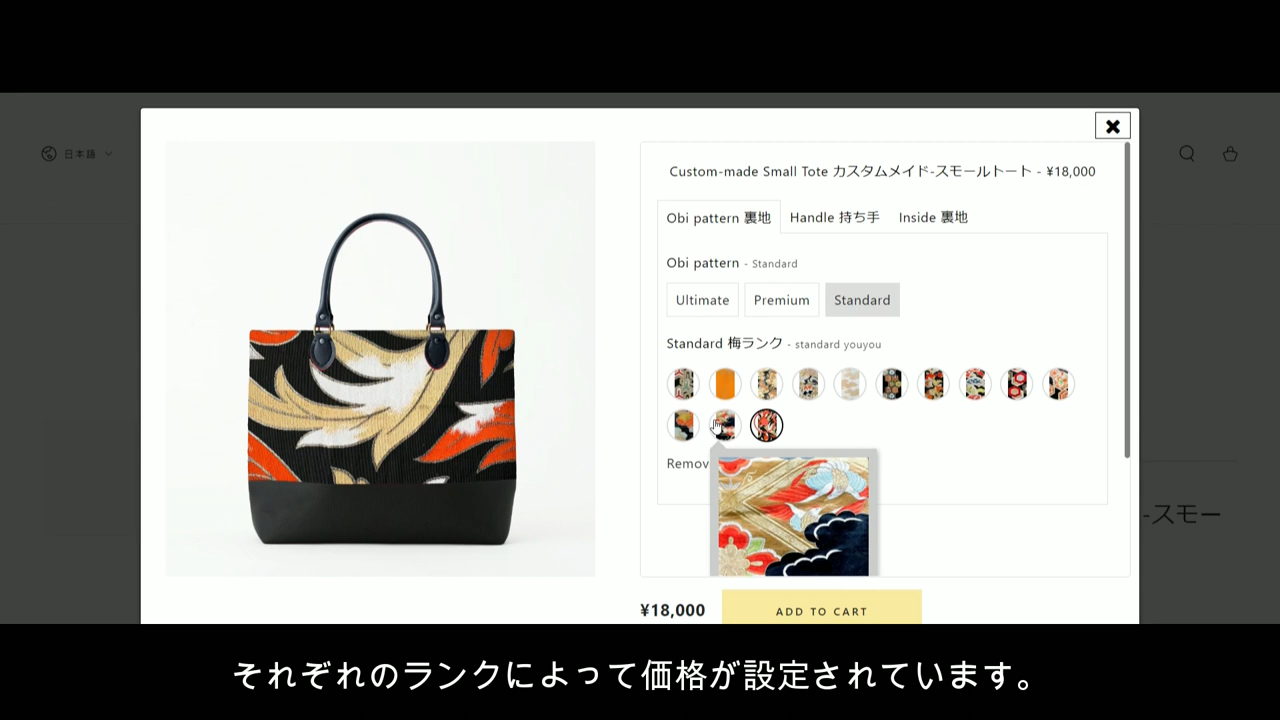 日本語
Custom-made Small Tote カスタムメイド-スモールトート - ¥18,000
Obi pattern 裏地 Handle 持ち手 Inside 裏地
Obi pattern - Standard
Ultimate Premium Standard
Standard 梅ランク - standard youyou
Remov
-スモー
¥18,000 ADD TO CART
それぞれのランクによって価格が設定されています。